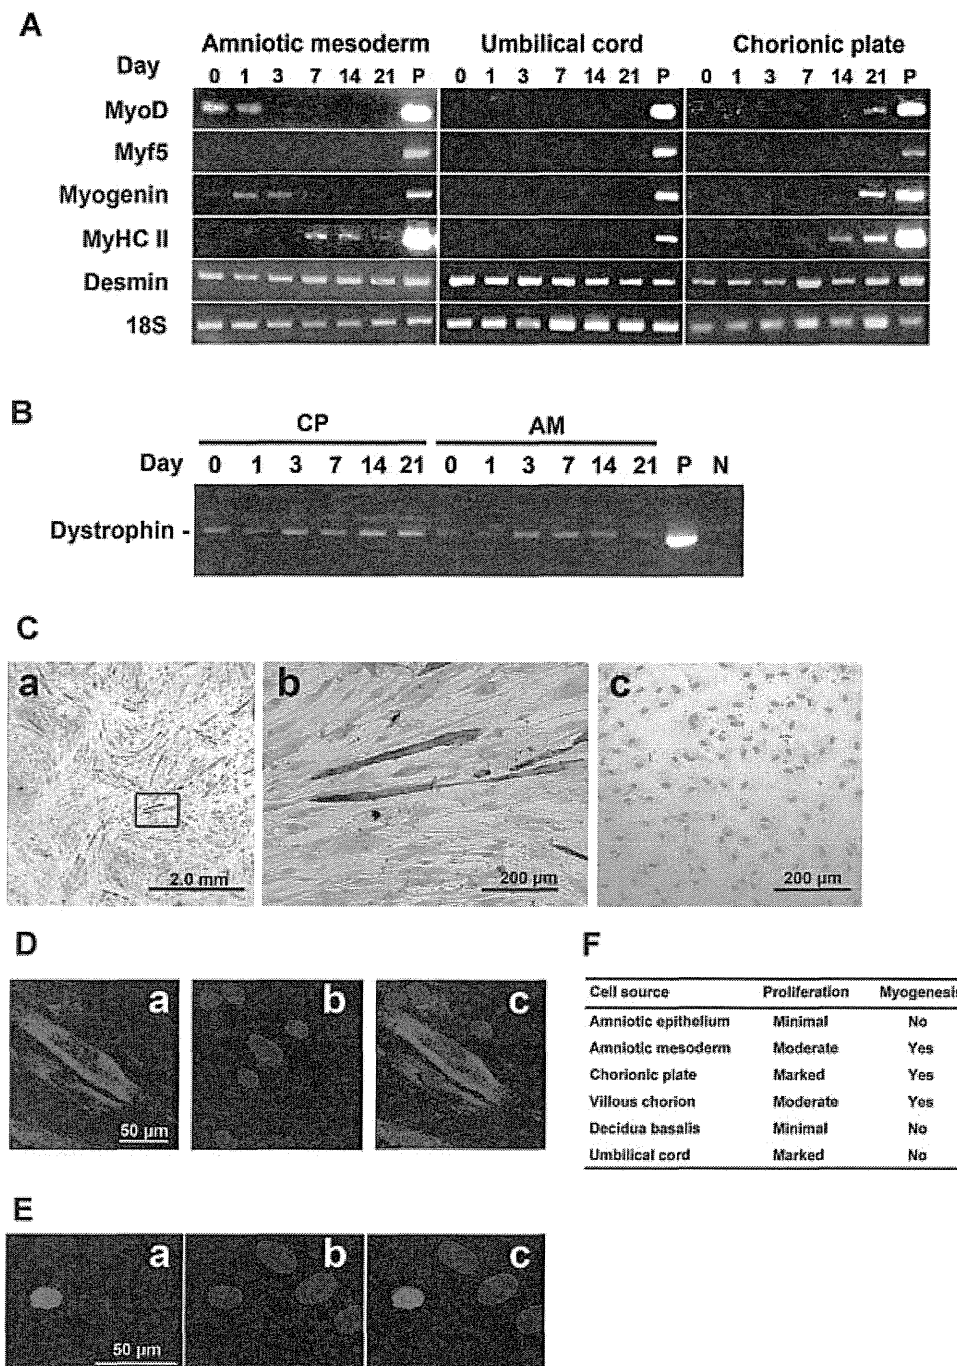 A
Amniotic mesoderm Umbilical cord Chorionic plate
Day 0 1 3 7 14 21 P 0 1 3 7 14 21 P 0 1 3 7 14 21 P
MyoD
Myf5
Myogenin
MyHC II
Desmin
18S
B
CP AM
Day 0 1 3 7 14 21 0 1 3 7 14 21 P N
Dystrophin -
C
a b c
2.0 mm 200 µm 200 µm
D
a b c
50 µm
F
Cell source Proliferation Myogenesis
Amniotic epithelium Minimal No
Amniotic mesoderm Moderate Yes
Chorionic plate Marked Yes
Villous chorion Moderate Yes
Decidua basalis Minimal No
Umbilical cord Marked No
E
a b c
50 µm